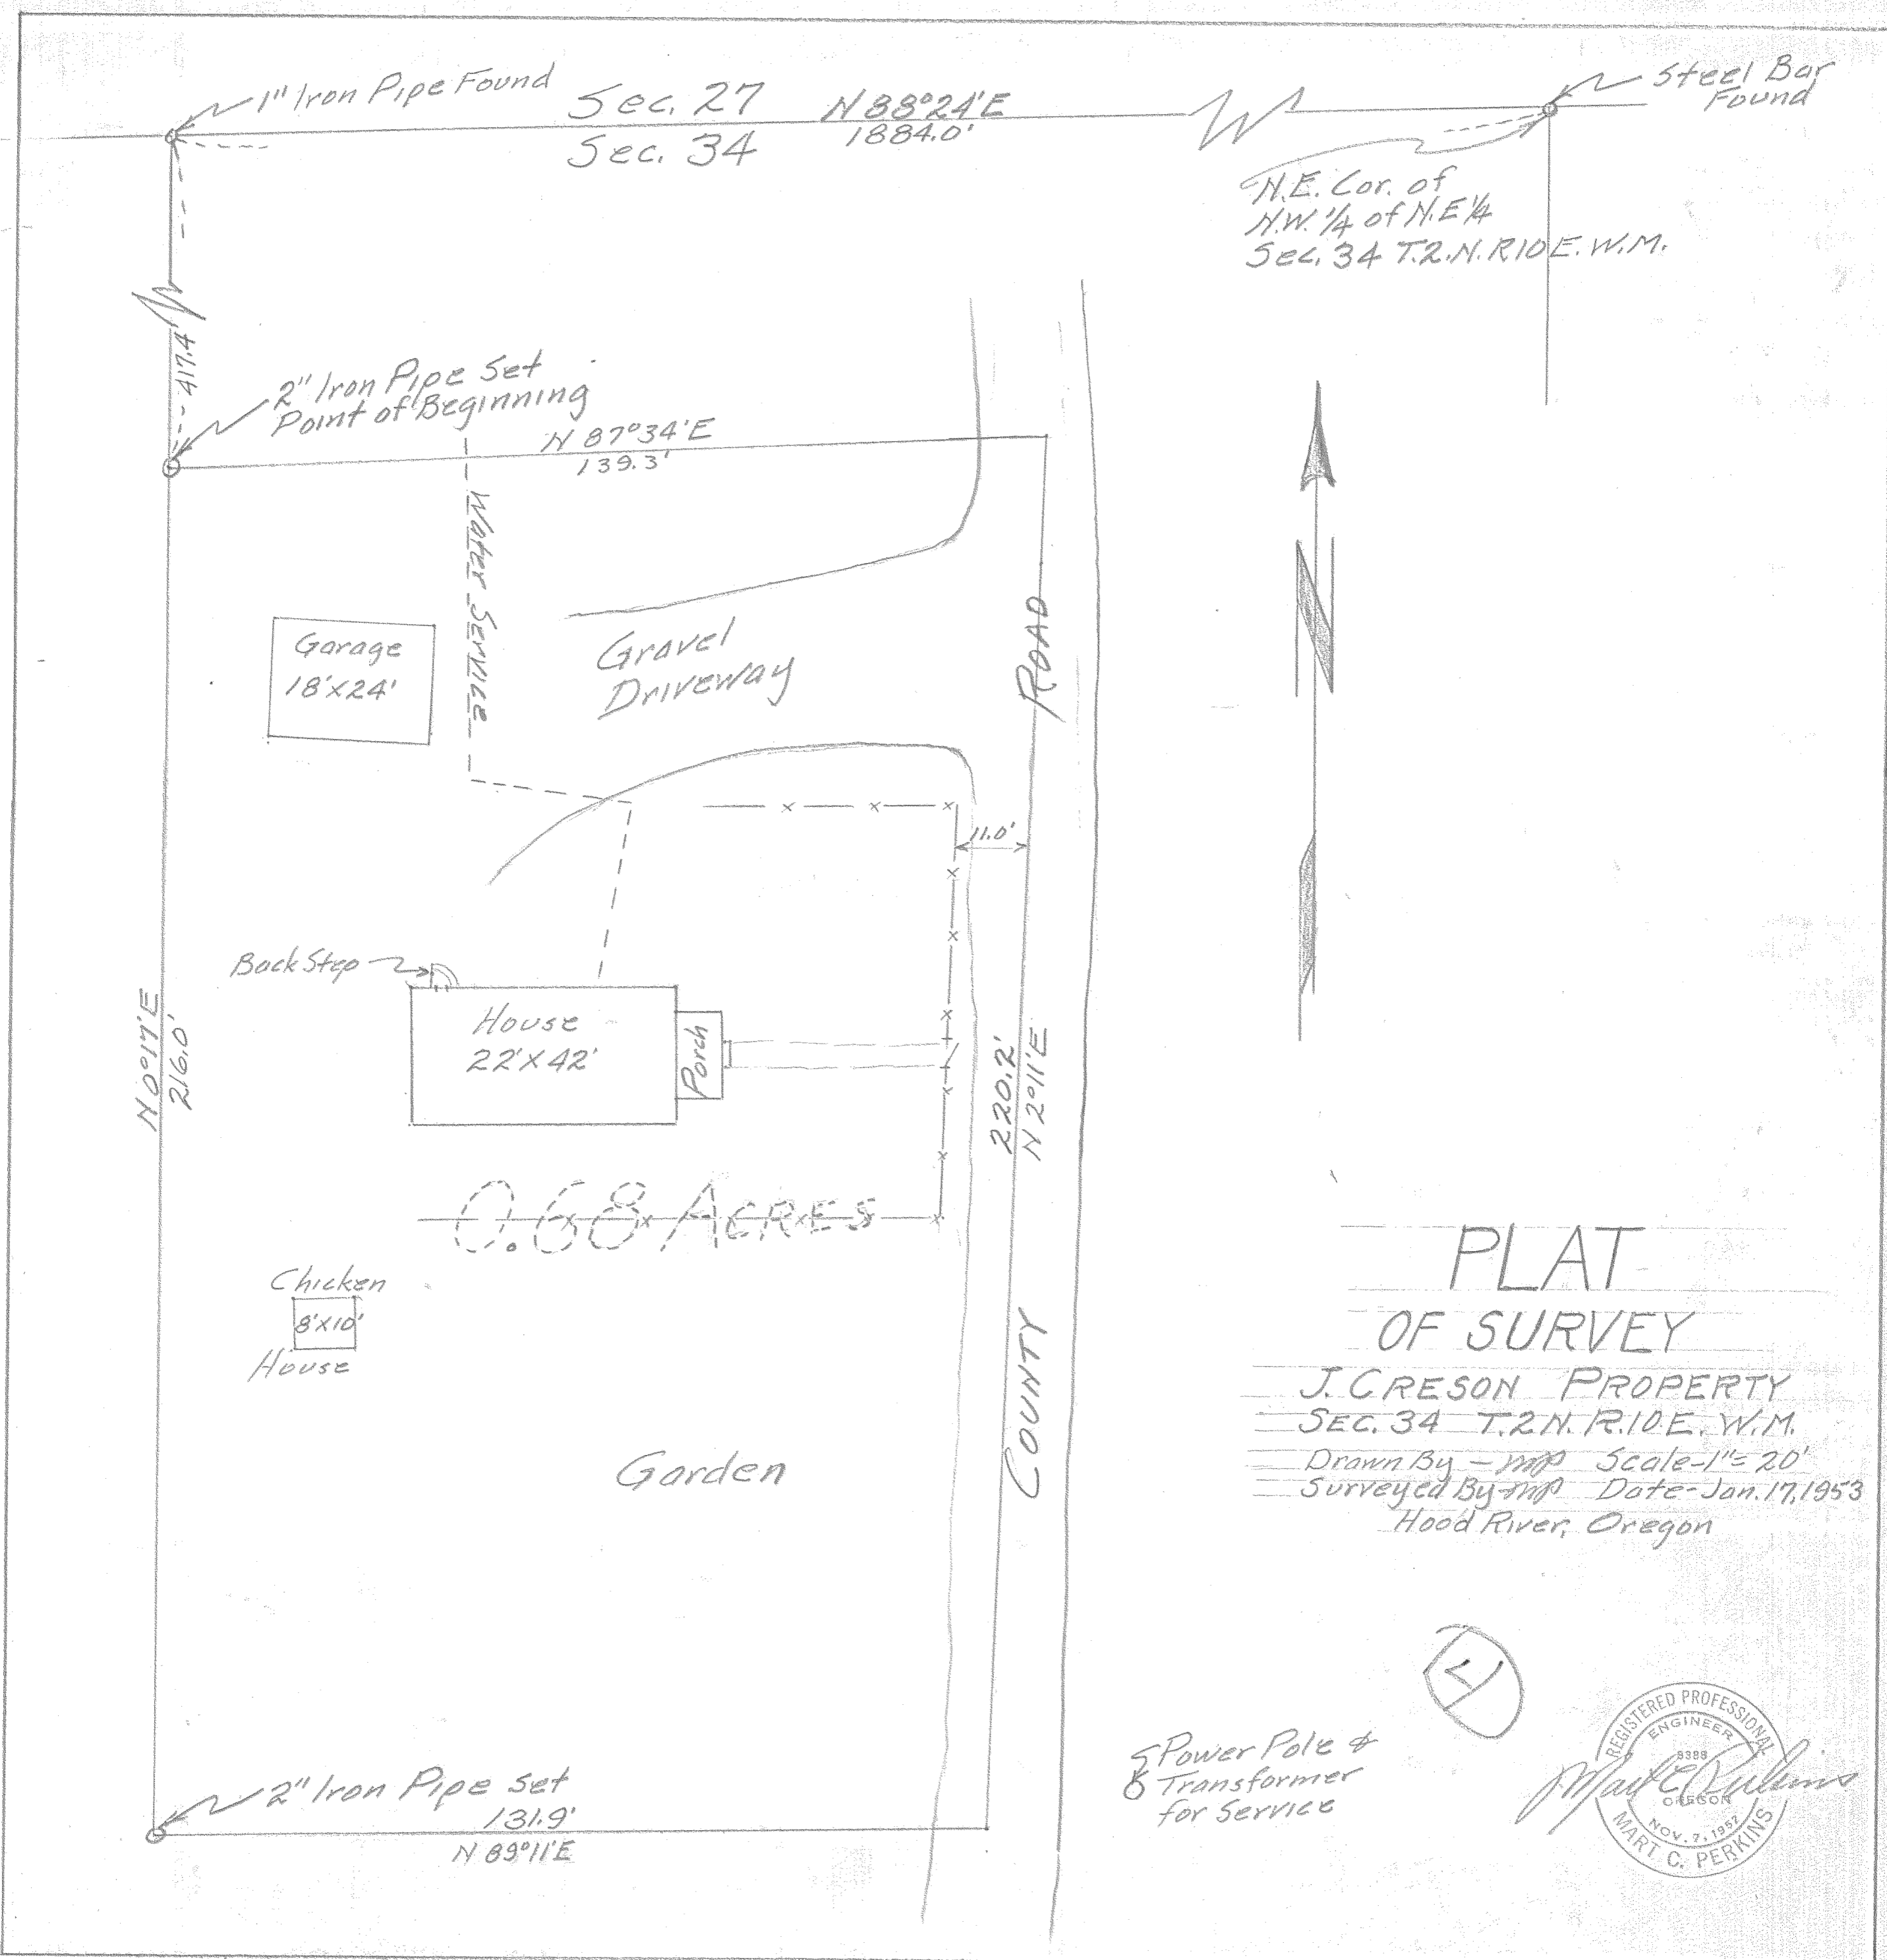 1" Iron Pipe Found
Sec. 27
N 88°24'E
Sec. 34
1884.0'
Steel Bar
Found
N.E. Cor. of
N.W. 1/4 of N.E 1/4
Sec. 34 T.2.N. R10 E. W.M.
417.4
2" Iron Pipe Set
Point of Beginning
N 87°34'E
139.3'
Water Service
Garage
18'X24'
Gravel
Driveway
ROAD
N
11.0'
Back Step
House
22'X42'
Porch
N 0°17'E
216.0'
220.2'
N 2°11'E
0.68 ACRES
Chicken
8'X10'
House
COUNTY
Garden
PLAT
OF SURVEY
J. CRESON PROPERTY
SEC. 34 T.2N. R.10E. W.M.
Drawn By - mp Scale-1"= 20'
Surveyed By-mp Date-Jan. 17, 1953
Hood River, Oregon
Power Pole &
Transformer
for Service
REGISTERED PROFESSIONAL
ENGINEER
Mart C Perkins
OREGON
NOV. 7, 1952
MART C. PERKINS
2" Iron Pipe Set
131.9'
N 89°11'E